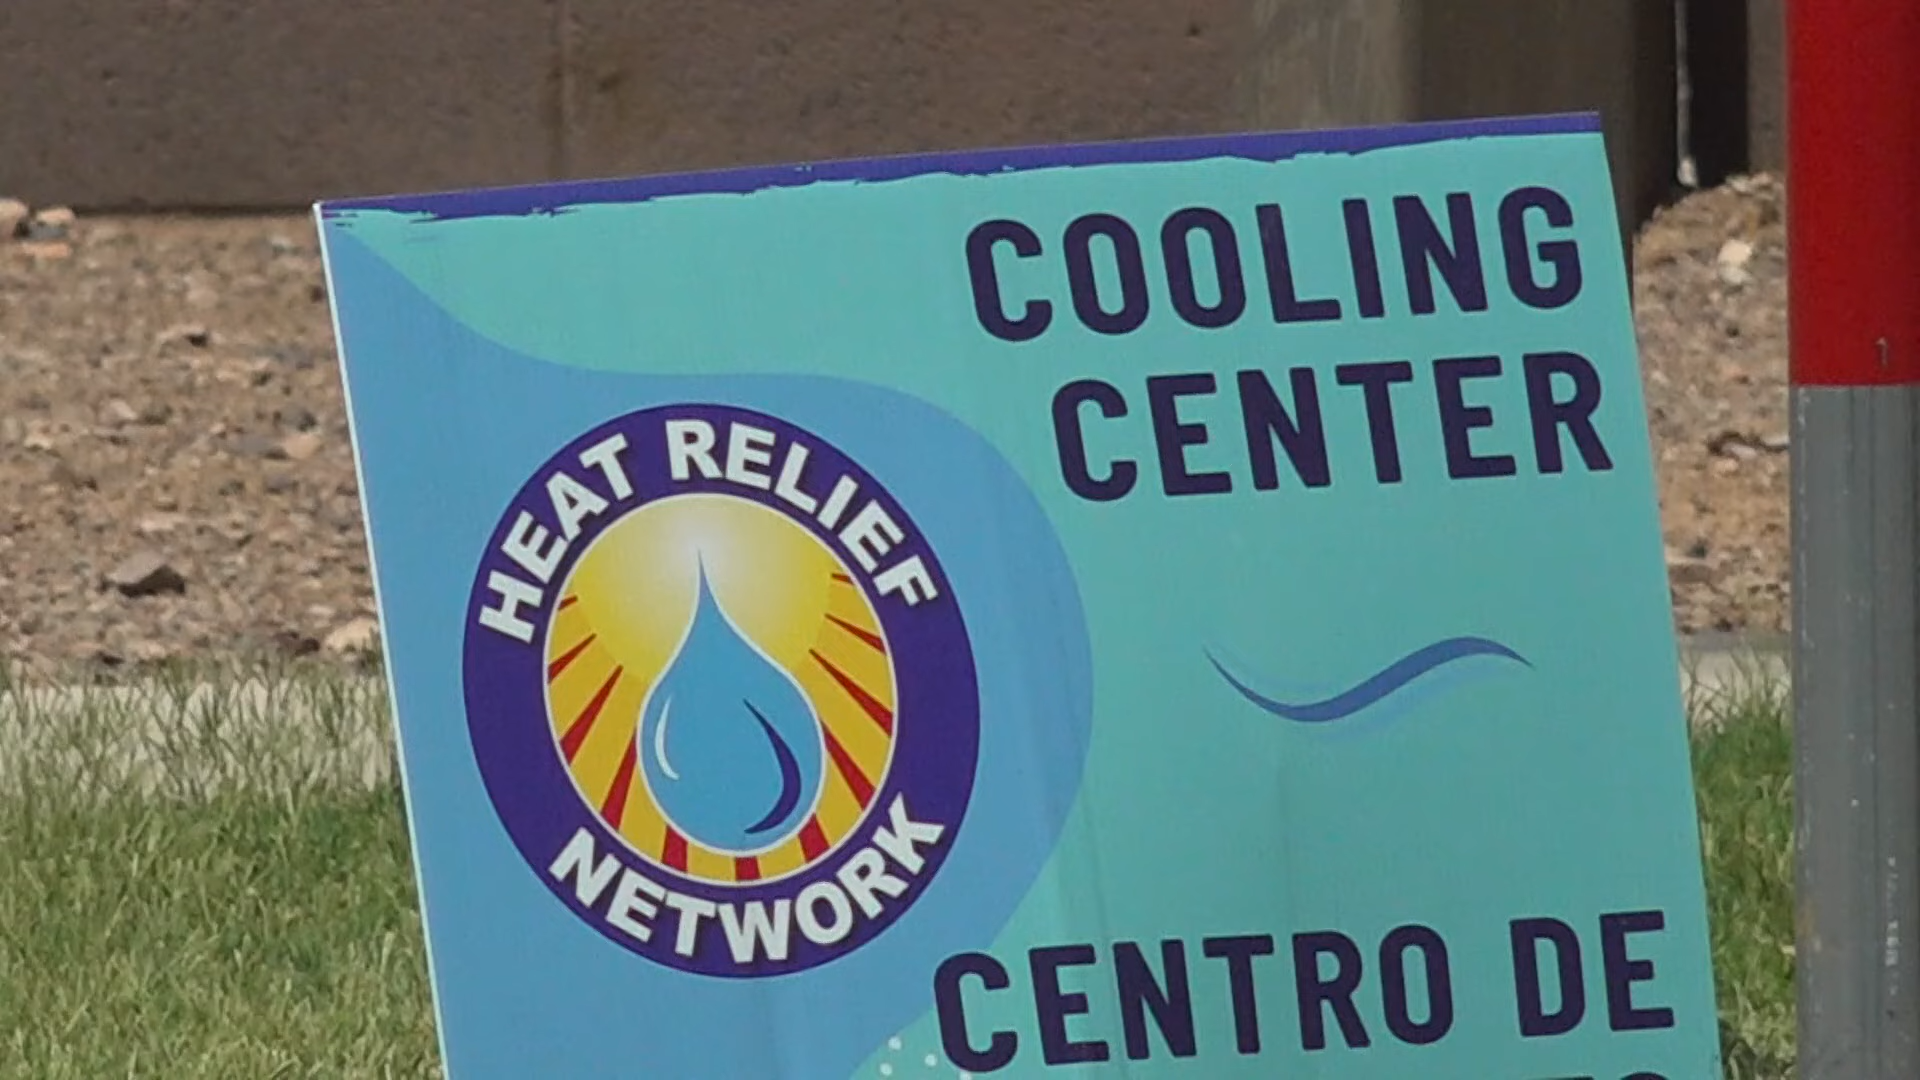 COOLING
CENTER
HEAT RELIEF
NETWORK
CENTRO DE